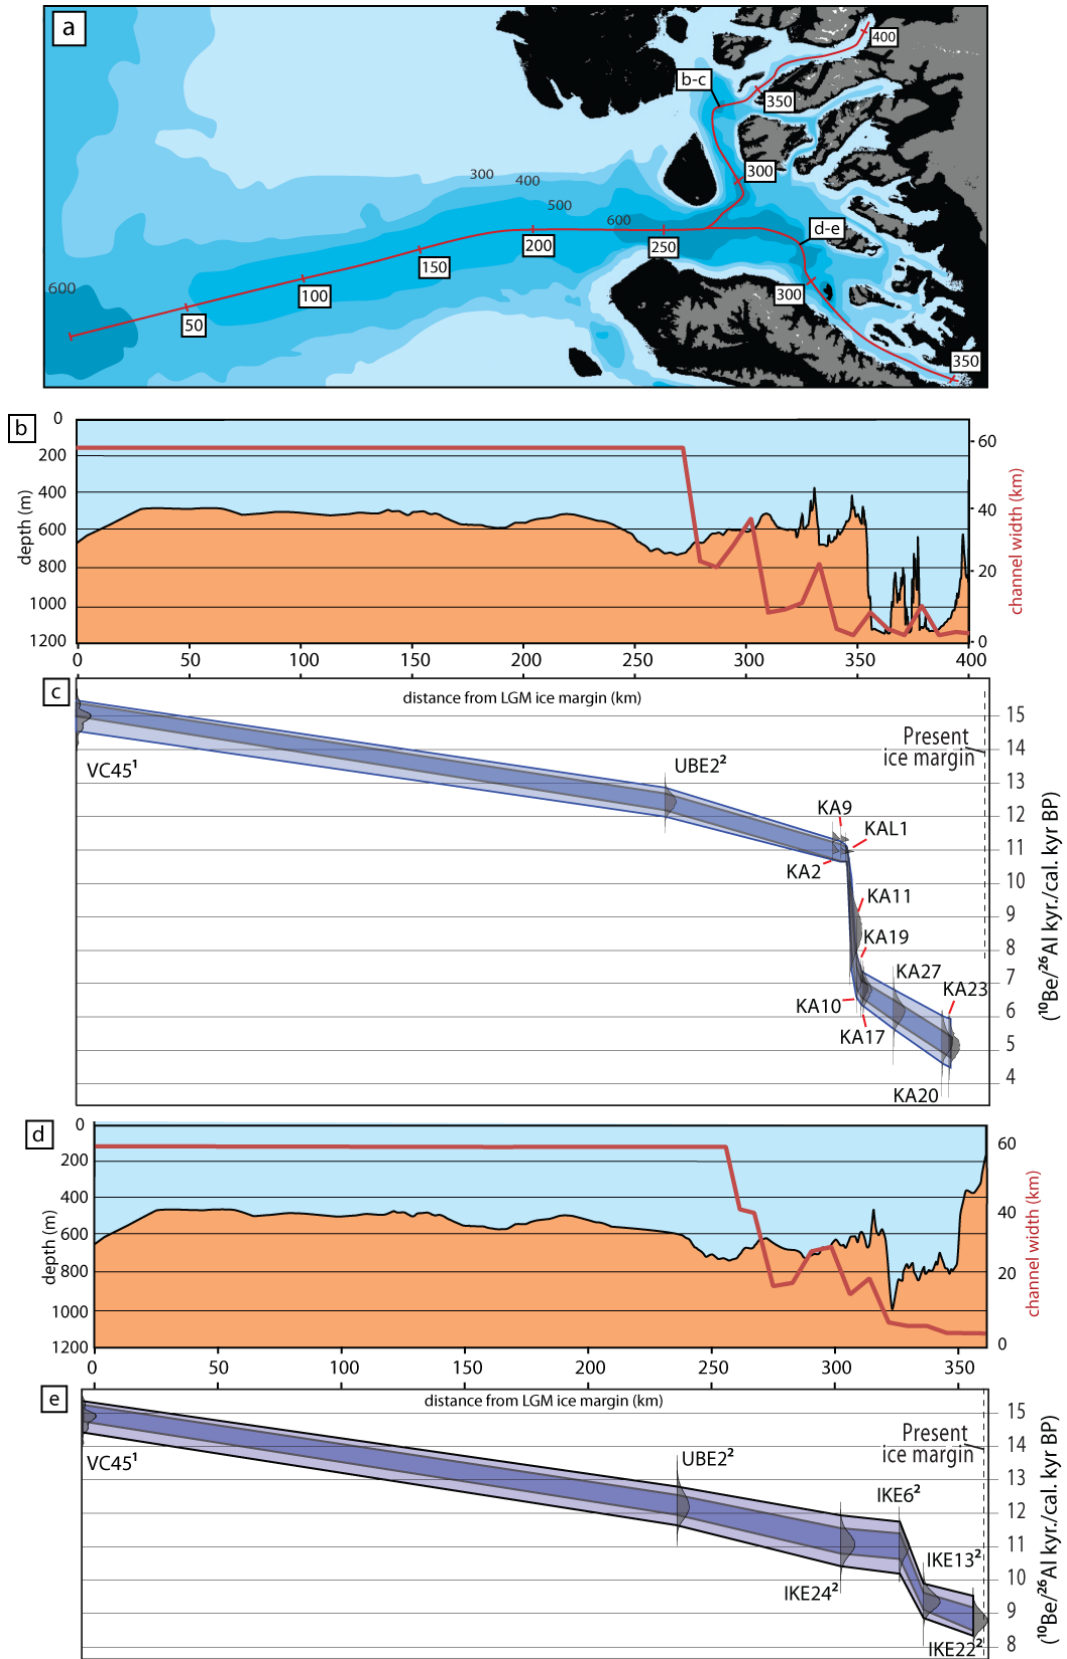 a
400
b-c
350
300 400
300
500
600
d-e
200
250
150
600
100
300
50
350
b
0
200
400
600
800
1000
1200
depth (m)
60
40
20
0
channel width (km)
0 50 100 150 200 250 300 350 400
c
distance from LGM ice margin (km)
Present
ice margin
VC45¹
UBE2²
KA9
KAL1
KA2
KA11
KA19
KA27
KA23
KA10
KA17
KA20
15
14
13
12
11
10
9
8
7
6
5
4
(¹⁰Be/²⁶Al kyr./cal. kyr BP)
d
0
200
400
600
800
1000
1200
depth (m)
60
40
20
0
channel width (km)
0 50 100 150 200 250 300 350
e
distance from LGM ice margin (km)
Present
ice margin
VC45¹
UBE2²
IKE6²
IKE13²
IKE24²
IKE22²
15
14
13
12
11
10
9
8
(¹⁰Be/²⁶Al kyr./cal. kyr BP)